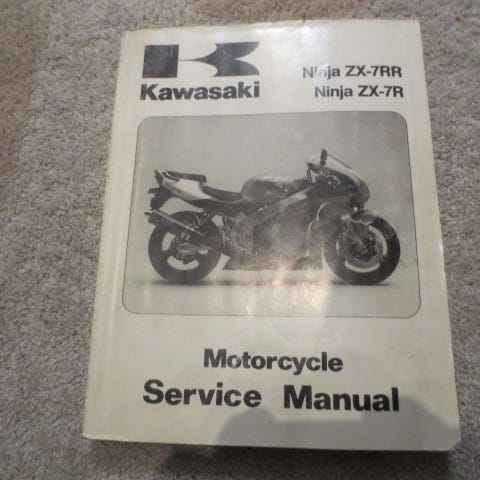 Kawasaki
Ninja ZX-7RR
Ninja ZX-7R
Motorcycle
Service Manual